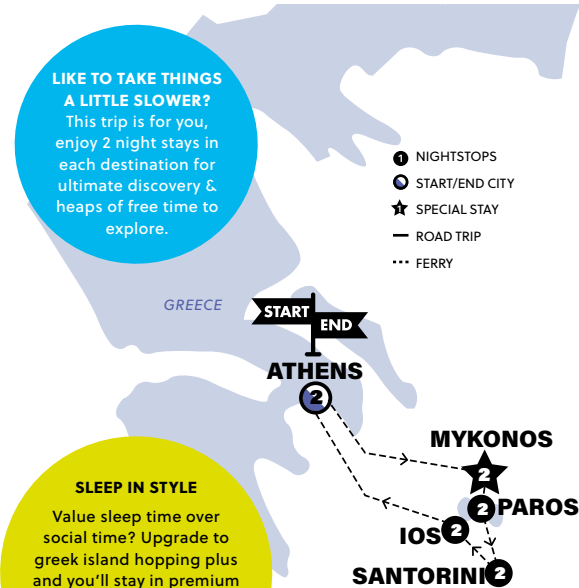 LIKE TO TAKE THINGS
A LITTLE SLOWER?
This trip is for you,
enjoy 2 night stays in
each destination for
ultimate discovery &
heaps of free time to
explore.
1 NIGHTSTOPS
START/END CITY
1 SPECIAL STAY
ROAD TRIP
FERRY
GREECE
START
END
ATHENS
2
MYKONOS
2
2 PAROS
IOS 2
SANTORINI 2
SLEEP IN STYLE
Value sleep time over
social time? Upgrade to
greek island hopping plus
and you'll stay in premium